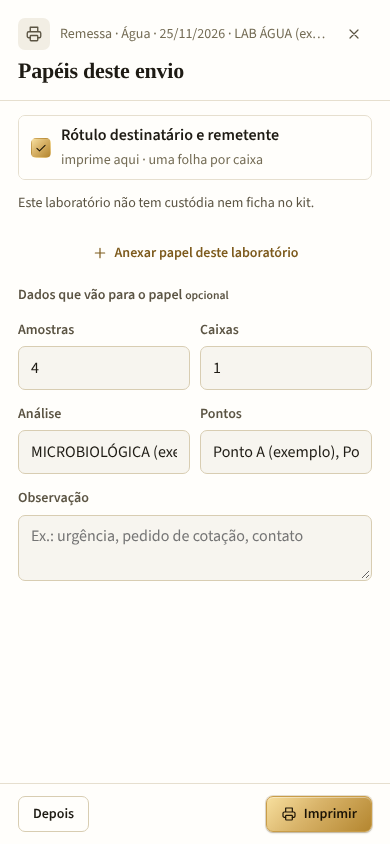 Remessa · Água · 25/11/2026 · LAB ÁGUA (ex...
Papéis deste envio
Rótulo destinatário e remetente
imprime aqui · uma folha por caixa
Este laboratório não tem custódia nem ficha no kit.
+ Anexar papel deste laboratório
Dados que vão para o papel opcional
Amostras
Caixas
4
1
Análise
Pontos
MICROBIOLÓGICA (exe
Ponto A (exemplo), Po
Observação
Ex.: urgência, pedido de cotação, contato
Depois
Imprimir